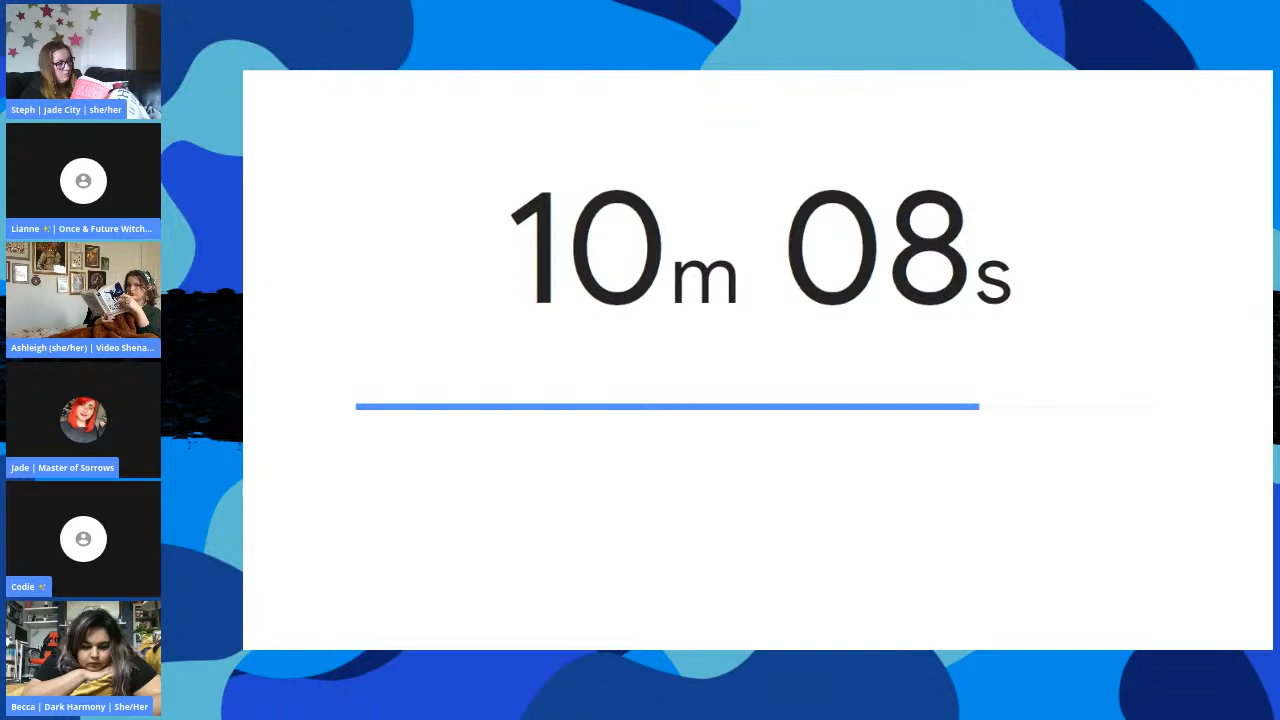 Steph | Jade City | she/her
Lianne ✨ | Once & Future Witch...
Ashleigh (she/her) | Video Shena...
Jade | Master of Sorrows
Codie ✨
Becca | Dark Harmony | She/Her
10m 08s